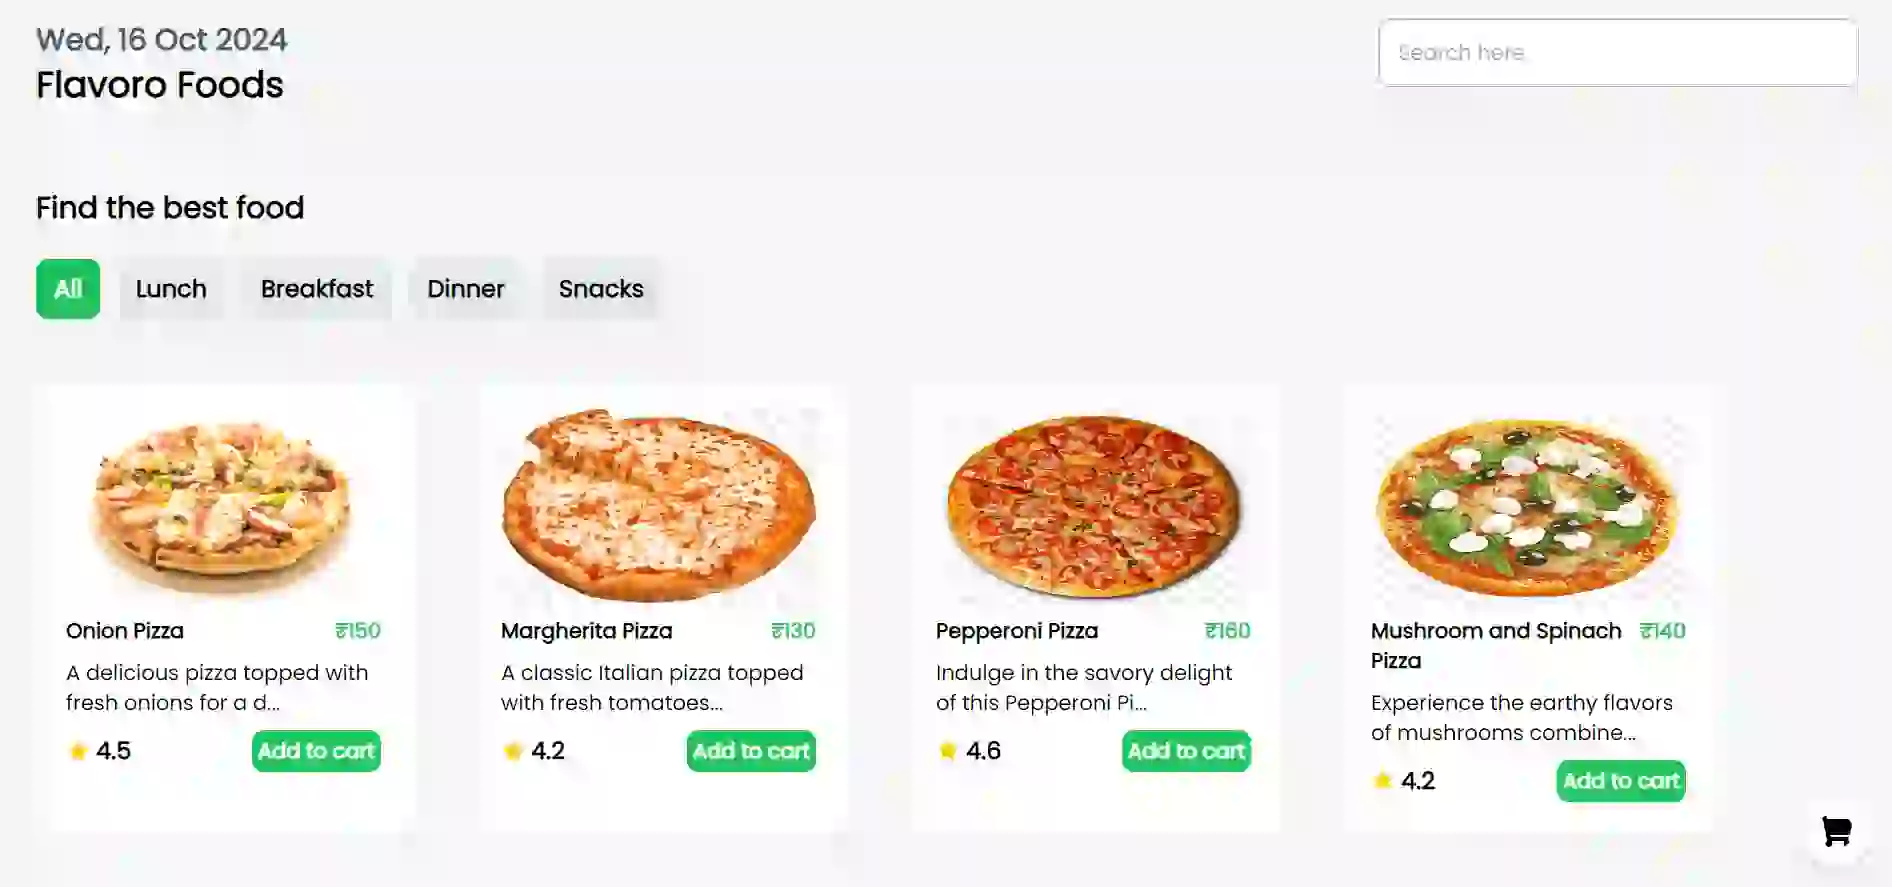 Wed, 16 Oct 2024
Flavoro Foods
Search here
Find the best food
All
Lunch
Breakfast
Dinner
Snacks
Onion Pizza
₹150
A delicious pizza topped with
fresh onions for a d...
4.5
Add to cart
Margherita Pizza
₹130
A classic Italian pizza topped
with fresh tomatoes...
4.2
Add to cart
Pepperoni Pizza
₹160
Indulge in the savory delight
of this Pepperoni Pi...
4.6
Add to cart
Mushroom and Spinach
Pizza
₹140
Experience the earthy flavors
of mushrooms combine...
4.2
Add to cart